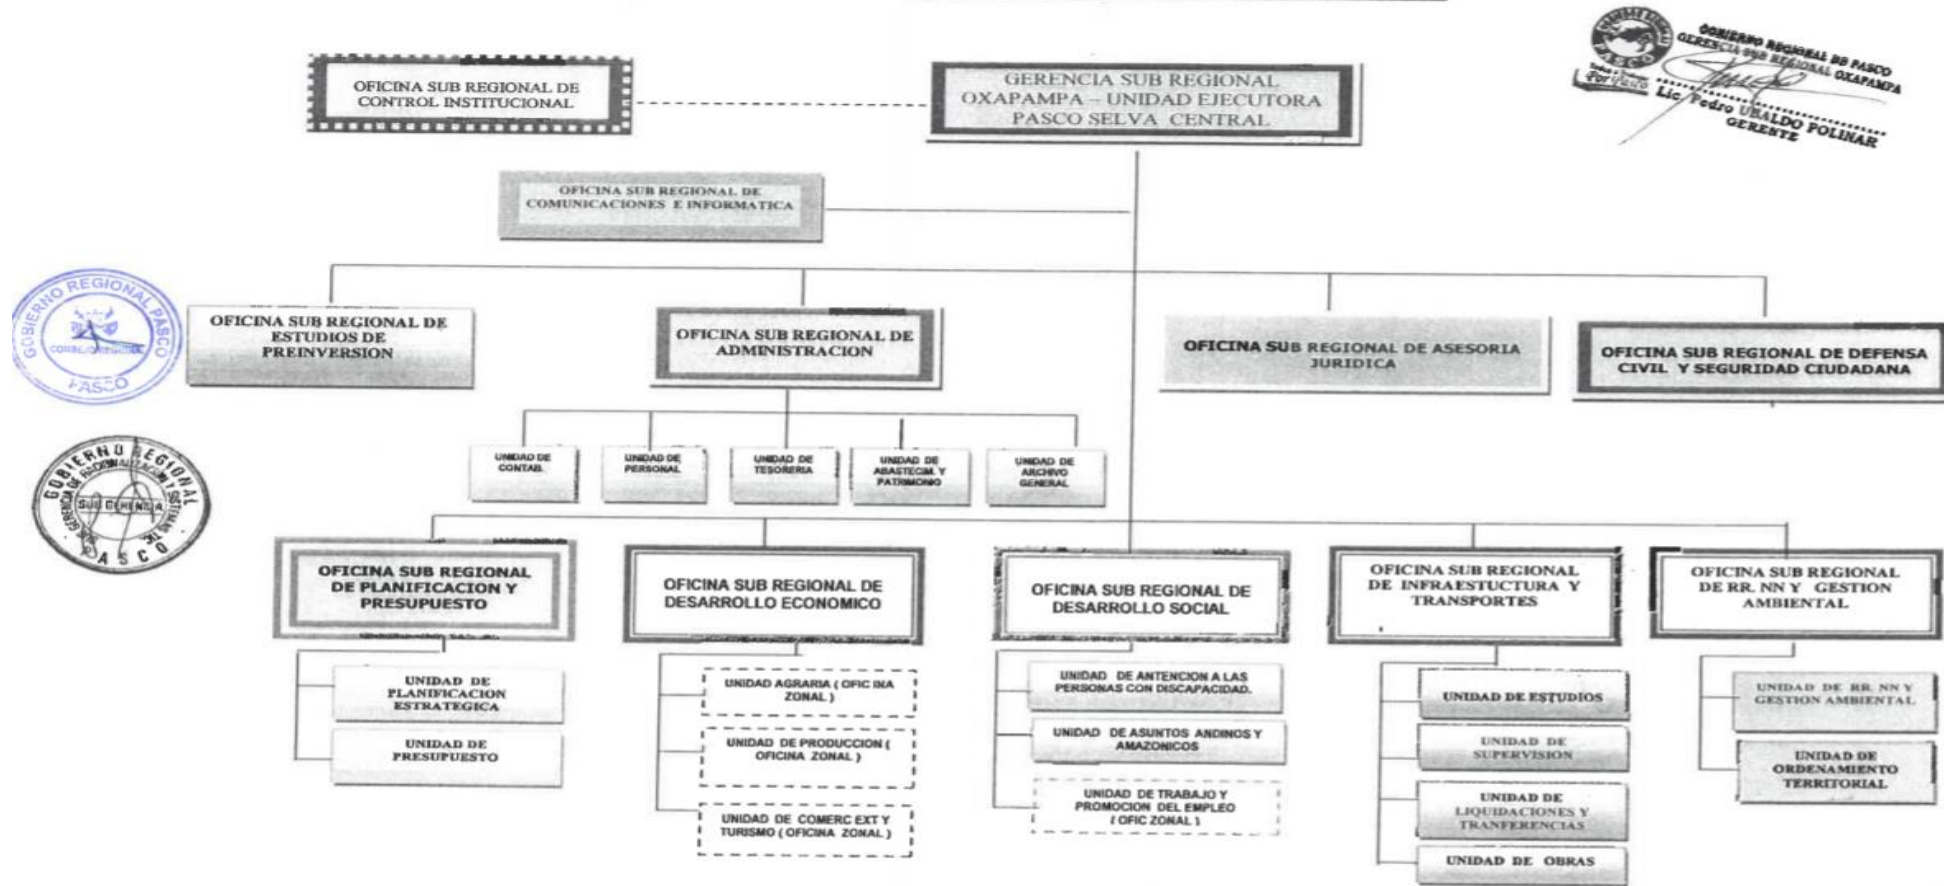 OFICINA SUB REGIONAL DE
CONTROL INSTITUCIONAL
GERENCIA SUB REGIONAL
OXAPAMPA – UNIDAD EJECUTORA
PASCO SELVA CENTRAL
GOBIERNO REGIONAL DE PASCO
GERENCIA SUB REGIONAL OXAPAMPA
Lic. Pedro UBALDO POLINAR
GERENTE
PASCO
OFICINA SUB REGIONAL DE
COMUNICACIONES E INFORMATICA
GOBIERNO REGIONAL PASCO
CONSEJO REGIONAL
PASCO
OFICINA SUB REGIONAL DE
ESTUDIOS DE
PREINVERSION
OFICINA SUB REGIONAL DE
ADMINISTRACION
OFICINA SUB REGIONAL DE ASESORIA
JURIDICA
OFICINA SUB REGIONAL DE DEFENSA
CIVIL Y SEGURIDAD CIUDADANA
GOBIERNO REGIONAL
SUB GERENCIA
PASCO
UNIDAD DE
CONTAB.
UNIDAD DE
PERSONAL
UNIDAD DE
TESORERIA
UNIDAD DE
ABASTECIM. Y
PATRIMONIO
UNIDAD DE
ARCHIVO
GENERAL
OFICINA SUB REGIONAL
DE PLANIFICACION Y
PRESUPUESTO
OFICINA SUB REGIONAL DE
DESARROLLO ECONOMICO
OFICINA SUB REGIONAL DE
DESARROLLO SOCIAL
OFICINA SUB REGIONAL
DE INFRAESTUCTURA Y
TRANSPORTES
OFICINA SUB REGIONAL
DE RR. NN Y GESTION
AMBIENTAL
UNIDAD DE
PLANIFICACION
ESTRATEGICA
UNIDAD DE
PRESUPUESTO
UNIDAD AGRARIA ( OFIC INA
ZONAL )
UNIDAD DE PRODUCCION (
OFICINA ZONAL )
UNIDAD DE COMERC EXT Y
TURISMO ( OFICINA ZONAL )
UNIDAD DE ANTENCION A LAS
PERSONAS CON DISCAPACIDAD.
UNIDAD DE ASUNTOS ANDINOS Y
AMAZONICOS
UNIDAD DE TRABAJO Y
PROMOCION DEL EMPLEO
( OFIC ZONAL )
UNIDAD DE ESTUDIOS
UNIDAD DE
SUPERVISION
UNIDAD DE
LIQUIDACIONES Y
TRANFERENCIAS
UNIDAD DE OBRAS
UNIDAD DE RR. NN Y
GESTIÓN AMBIENTAL
UNIDAD DE
ORDENAMIENTO
TERRITORIAL